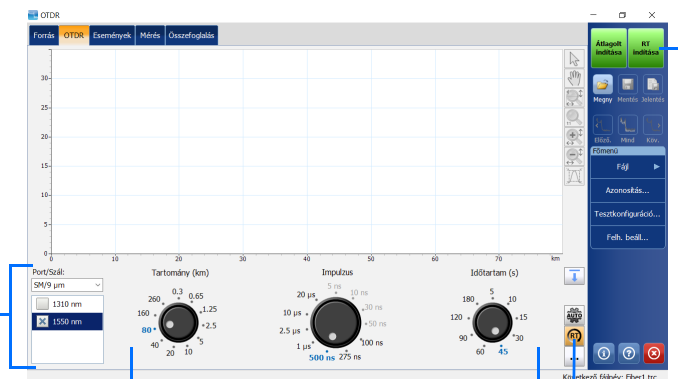 OTDR
Forrás OTDR Események Mérés Összefoglalás
Átlagolt indítása
RT indítása
Megny Mentés Jelentés
Előző. Mind Köv.
Főmenü
Fájl
Azonosítás...
Tesztkonfiguráció...
Felh. beáll...
30
25
20
15
10
5
0
0 10 20 30 40 50 60 70 km
Port/Szál:
SM/9 µm
1310 nm
1550 nm
Tartomány (km)
0.3 0.65 1.25 2.5 5 10 20 40 80 160 260
Impulzus
5 ns 10 ns 30 ns 50 ns 100 ns 275 ns 500 ns 1 µs 2.5 µs 10 µs 20 µs
Időtartam (s)
5 10 15 30 45 60 90 120 180
AUTO
RT
...
Következő fájlnév: Fiber1.trc